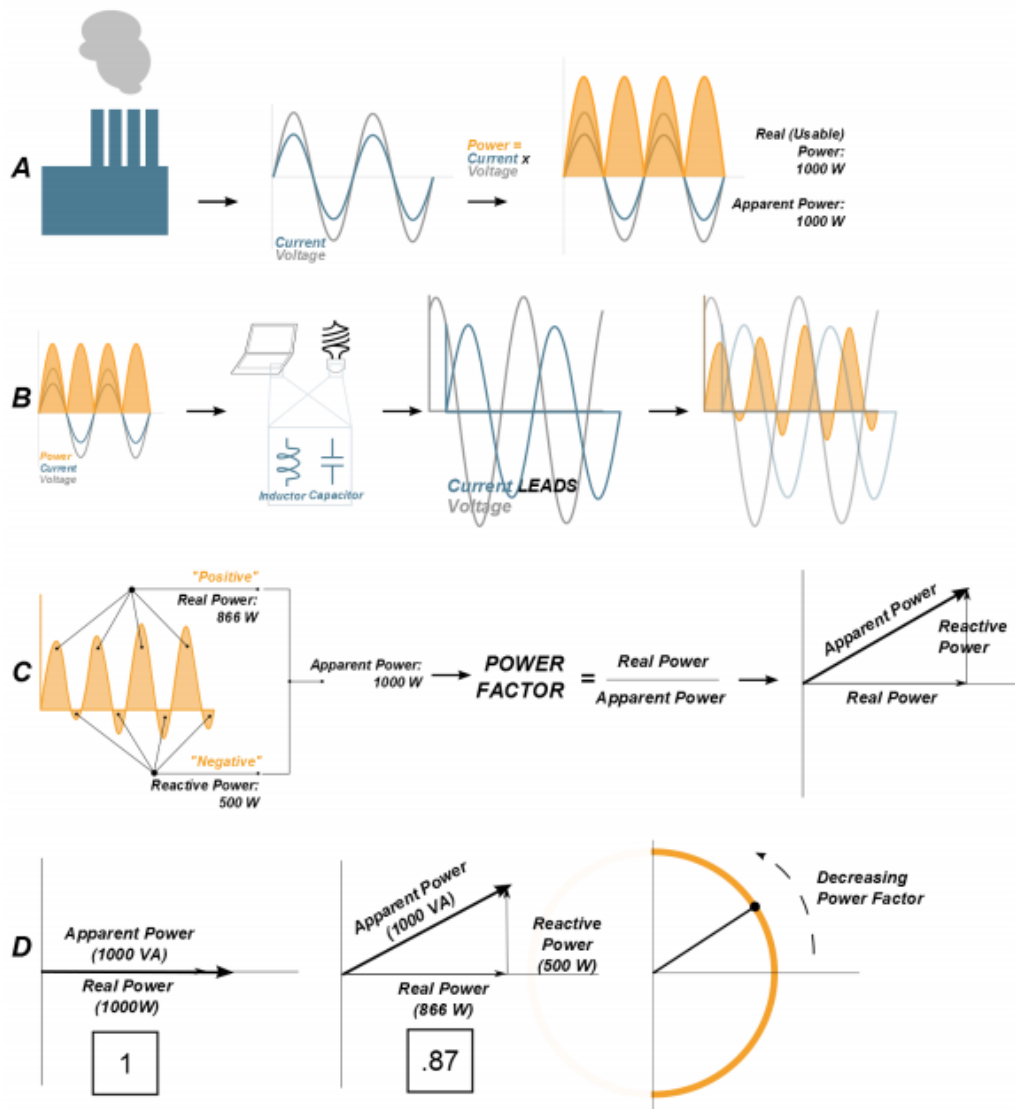 A
Current
Voltage
Power =
Current x
Voltage
Real (Usable)
Power:
1000 W
Apparent Power:
1000 W
B
Power
Current
Voltage
Inductor Capacitor
Current LEADS
Voltage
C
"Positive"
Real Power:
866 W
"Negative"
Reactive Power:
500 W
Apparent Power:
1000 W
POWER
FACTOR
=
Real Power
Apparent Power
Apparent Power
Reactive
Power
Real Power
D
Apparent Power
(1000 VA)
Real Power
(1000W)
1
Apparent Power
(1000 VA)
Reactive
Power
(500 W)
Real Power
(866 W)
.87
Decreasing
Power Factor